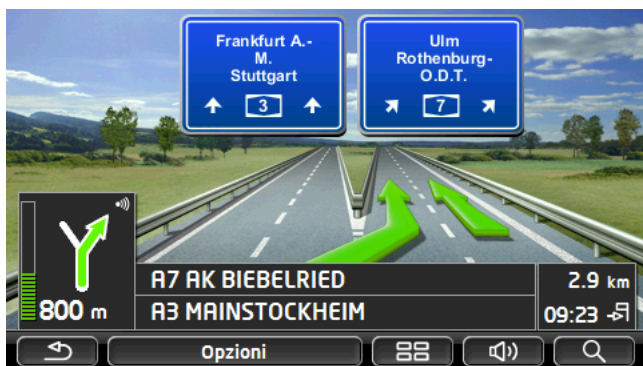 Frankfurt A.-
M.
Stuttgart
3
Ulm
Rothenburg-
O.D.T.
7
A7 AK BIEBELRIED
2.9 km
800 m
A3 MAINSTOCKHEIM
09:23
Opzioni